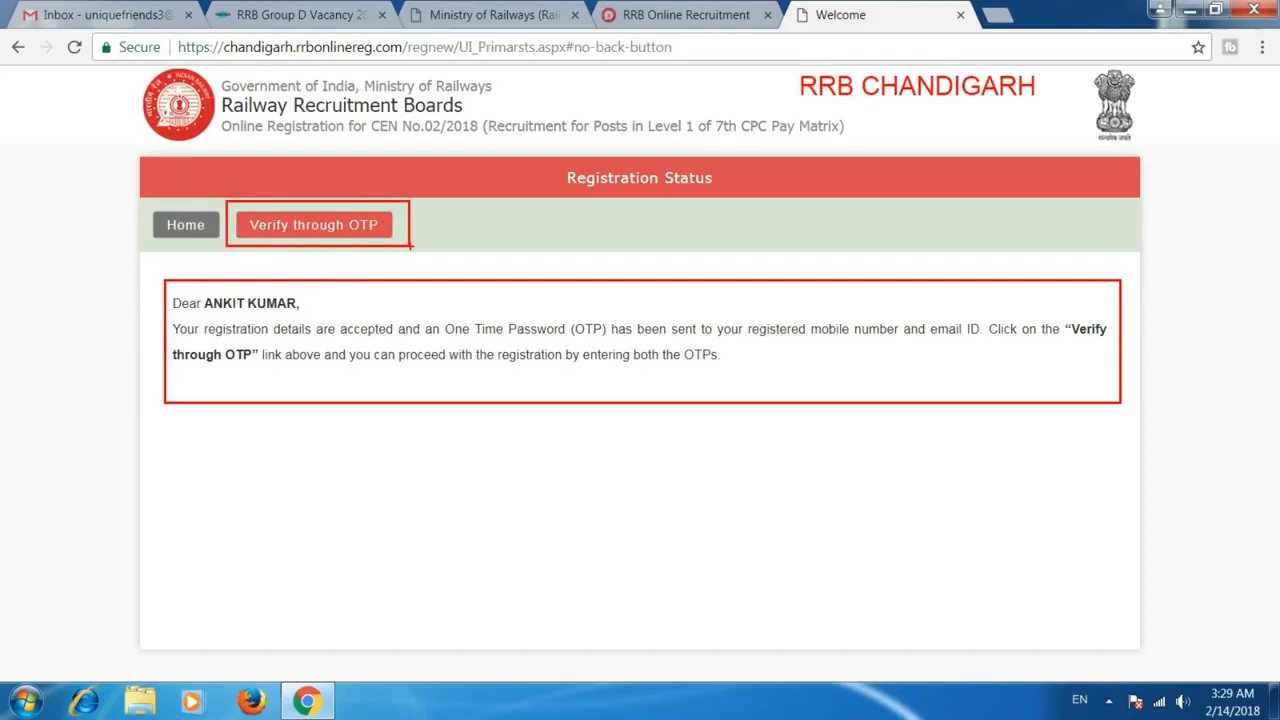 Inbox - uniquefriends3@
RRB Group D Vacancy 20
Ministry of Railways (Rai
RRB Online Recruitment
Welcome
Secure
https://chandigarh.rrbonlinereg.com/regnew/UI_Primarsts.aspx#no-back-button
Government of India, Ministry of Railways
Railway Recruitment Boards
Online Registration for CEN No.02/2018 (Recruitment for Posts in Level 1 of 7th CPC Pay Matrix)
RRB CHANDIGARH
सत्यमेव जयते
Registration Status
Home
Verify through OTP
Dear ANKIT KUMAR,
Your registration details are accepted and an One Time Password (OTP) has been sent to your registered mobile number and email ID. Click on the “Verify
through OTP” link above and you can proceed with the registration by entering both the OTPs.
EN
3:29 AM
2/14/2018